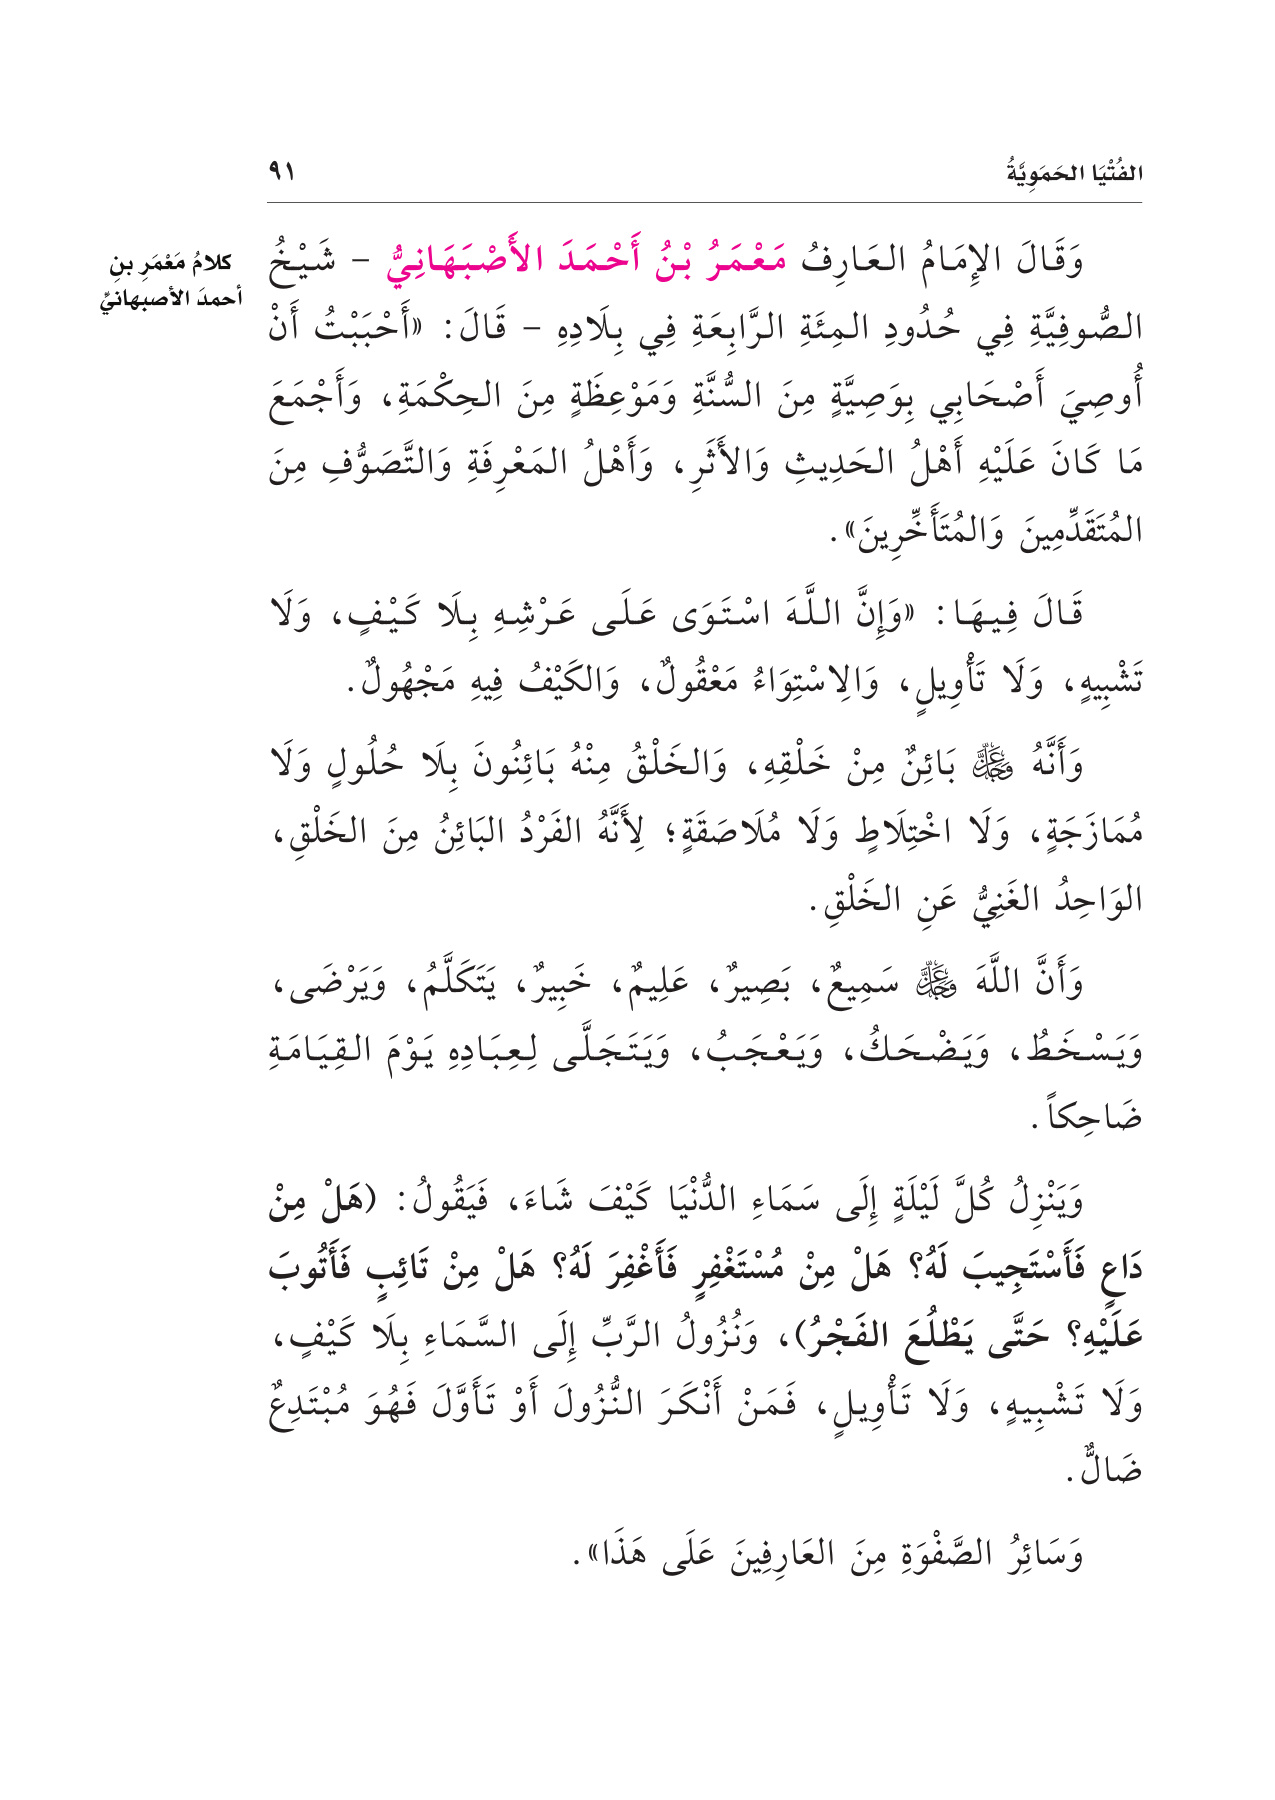 الفُتْيَا الحَمَوِيَّةُ
٩١
وَقَالَ الإِمَامُ العَارِفُ مَعْمَرُ بْنُ أَحْمَدَ الأَصْبَهَانِيُّ – شَيْخُ
كلامُ مَعْمَرِ بنِ
أحمدَ الأصبهانيِّ
الصُّوفِيَّةِ فِي حُدُودِ المِئَةِ الرَّابِعَةِ فِي بِلَادِهِ – قَالَ: «أَحْبَبْتُ أَنْ
أُوصِيَ أَصْحَابِي بِوَصِيَّةٍ مِنَ السُّنَّةِ وَمَوْعِظَةٍ مِنَ الحِكْمَةِ، وَأَجْمَعَ
مَا كَانَ عَلَيْهِ أَهْلُ الحَدِيثِ وَالأَثَرِ، وَأَهْلُ المَعْرِفَةِ وَالتَّصَوُّفِ مِنَ
المُتَقَدِّمِينَ وَالمُتَأَخِّرِينَ».
قَالَ فِيهَا: «وَإِنَّ اللَّهَ اسْتَوَى عَلَى عَرْشِهِ بِلَا كَيْفٍ، وَلَا
تَشْبِيهٍ، وَلَا تَأْوِيلٍ، وَالِاسْتِوَاءُ مَعْقُولٌ، وَالكَيْفُ فِيهِ مَجْهُولٌ.
وَأَنَّهُ عَزَّ وَجَلَّ بَائِنٌ مِنْ خَلْقِهِ، وَالخَلْقُ مِنْهُ بَائِنُونَ بِلَا حُلُولٍ وَلَا
مُمَازَجَةٍ، وَلَا اخْتِلَاطٍ وَلَا مُلَاصَقَةٍ؛ لِأَنَّهُ الفَرْدُ البَائِنُ مِنَ الخَلْقِ،
الوَاحِدُ الغَنِيُّ عَنِ الخَلْقِ.
وَأَنَّ اللَّهَ عَزَّ وَجَلَّ سَمِيعٌ، بَصِيرٌ، عَلِيمٌ، خَبِيرٌ، يَتَكَلَّمُ، وَيَرْضَى،
وَيَسْخَطُ، وَيَضْحَكُ، وَيَعْجَبُ، وَيَتَجَلَّى لِعِبَادِهِ يَوْمَ القِيَامَةِ
ضَاحِكاً.
وَيَنْزِلُ كُلَّ لَيْلَةٍ إِلَى سَمَاءِ الدُّنْيَا كَيْفَ شَاءَ، فَيَقُولُ: (هَلْ مِنْ
دَاعٍ فَأَسْتَجِيبَ لَهُ؟ هَلْ مِنْ مُسْتَغْفِرٍ فَأَغْفِرَ لَهُ؟ هَلْ مِنْ تَائِبٍ فَأَتُوبَ
عَلَيْهِ؟ حَتَّى يَطْلُعَ الفَجْرُ)، وَنُزُولُ الرَّبِّ إِلَى السَّمَاءِ بِلَا كَيْفٍ،
وَلَا تَشْبِيهٍ، وَلَا تَأْوِيلٍ، فَمَنْ أَنْكَرَ النُّزُولَ أَوْ تَأَوَّلَ فَهُوَ مُبْتَدِعٌ
ضَالٌّ.
وَسَائِرُ الصَّفْوَةِ مِنَ العَارِفِينَ عَلَى هَذَا».